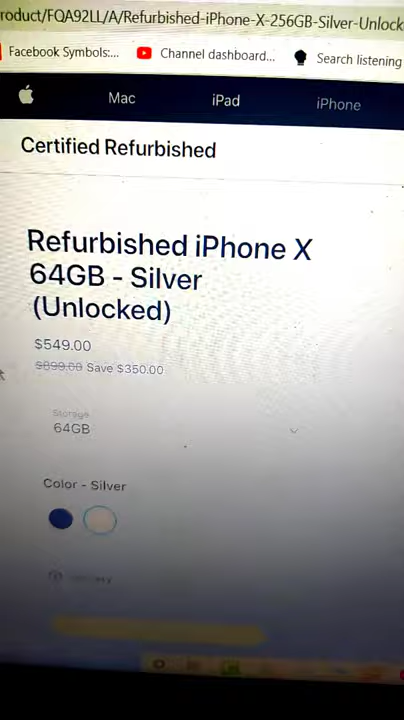 roduct/FQA92LL/A/Refurbished-iPhone-X-256GB-Silver-Unlock
Facebook Symbols:... Channel dashboard... Search listening
Mac iPad iPhone
Certified Refurbished
Refurbished iPhone X
64GB - Silver
(Unlocked)
$549.00
$899.00 Save $350.00
Storage
64GB
Color - Silver